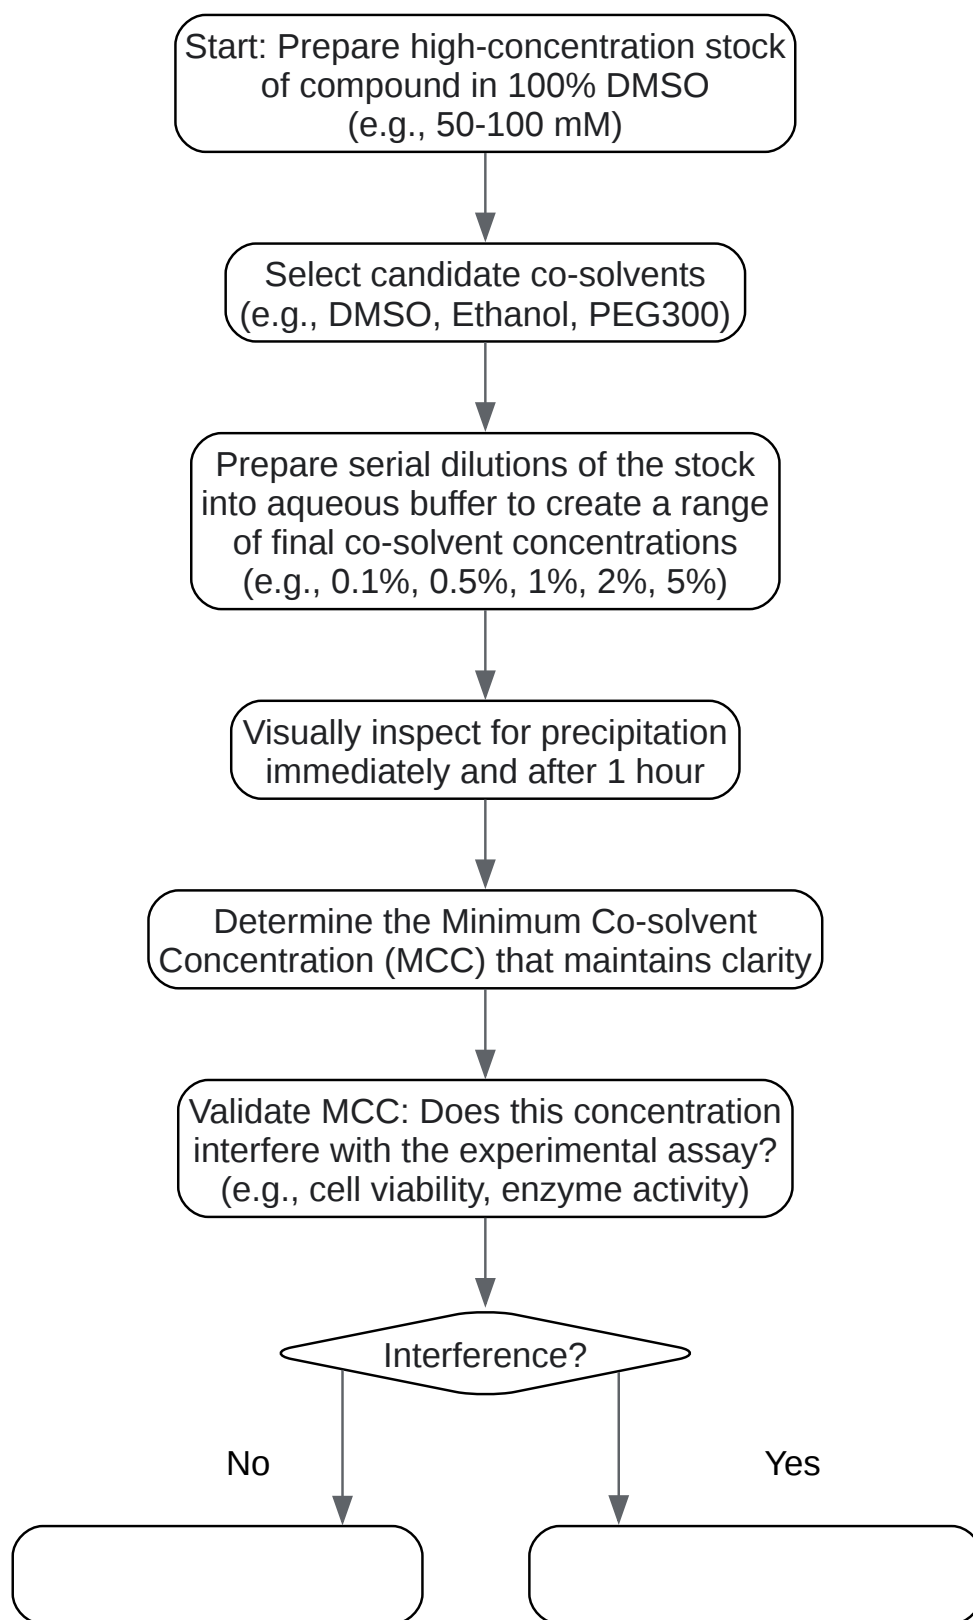 Start: Prepare high-concentration stock
of compound in 100% DMSO
(e.g., 50-100 mM)
Select candidate co-solvents
(e.g., DMSO, Ethanol, PEG300)
Prepare serial dilutions of the stock
into aqueous buffer to create a range
of final co-solvent concentrations
(e.g., 0.1%, 0.5%, 1%, 2%, 5%)
Visually inspect for precipitation
immediately and after 1 hour
Determine the Minimum Co-solvent
Concentration (MCC) that maintains clarity
Validate MCC: Does this concentration
interfere with the experimental assay?
(e.g., cell viability, enzyme activity)
Interference?
No
Yes